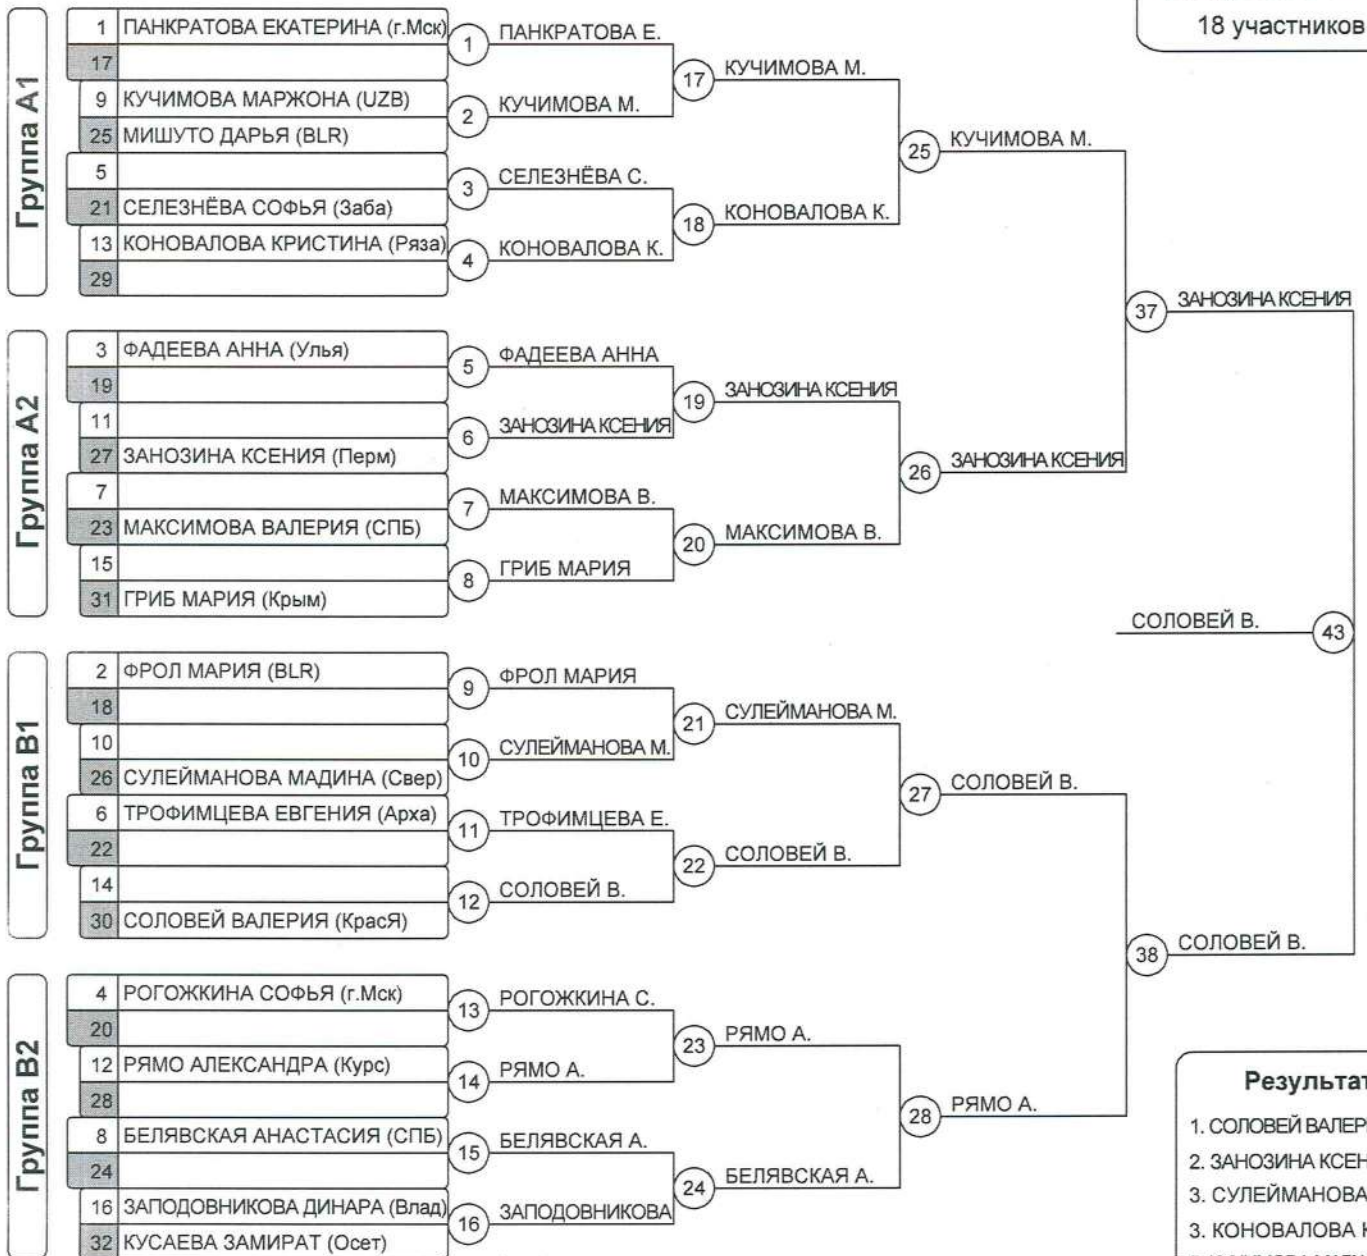 18 участников
Группа А1
1 ПАНКРАТОВА ЕКАТЕРИНА (г.Мск)
17
9 КУЧИМОВА МАРЖОНА (UZB)
25 МИШУТО ДАРЬЯ (BLR)
5
21 СЕЛЕЗНЁВА СОФЬЯ (Заба)
13 КОНОВАЛОВА КРИСТИНА (Ряза)
29
1 ПАНКРАТОВА Е.
2 КУЧИМОВА М.
3 СЕЛЕЗНЁВА С.
4 КОНОВАЛОВА К.
17 КУЧИМОВА М.
18 КОНОВАЛОВА К.
25 КУЧИМОВА М.
Группа А2
3 ФАДЕЕВА АННА (Улья)
19
11
27 ЗАНОЗИНА КСЕНИЯ (Перм)
7
23 МАКСИМОВА ВАЛЕРИЯ (СПБ)
15
31 ГРИБ МАРИЯ (Крым)
5 ФАДЕЕВА АННА
6 ЗАНОЗИНА КСЕНИЯ
7 МАКСИМОВА В.
8 ГРИБ МАРИЯ
19 ЗАНОЗИНА КСЕНИЯ
20 МАКСИМОВА В.
26 ЗАНОЗИНА КСЕНИЯ
37 ЗАНОЗИНА КСЕНИЯ
СОЛОВЕЙ В. 43
Группа В1
2 ФРОЛ МАРИЯ (BLR)
18
10
26 СУЛЕЙМАНОВА МАДИНА (Свер)
6 ТРОФИМЦЕВА ЕВГЕНИЯ (Арха)
22
14
30 СОЛОВЕЙ ВАЛЕРИЯ (КрасЯ)
9 ФРОЛ МАРИЯ
10 СУЛЕЙМАНОВА М.
11 ТРОФИМЦЕВА Е.
12 СОЛОВЕЙ В.
21 СУЛЕЙМАНОВА М.
22 СОЛОВЕЙ В.
27 СОЛОВЕЙ В.
38 СОЛОВЕЙ В.
Группа В2
4 РОГОЖКИНА СОФЬЯ (г.Мск)
20
12 РЯМО АЛЕКСАНДРА (Курс)
28
8 БЕЛЯВСКАЯ АНАСТАСИЯ (СПБ)
24
16 ЗАПОДОВНИКОВА ДИНАРА (Влад)
32 КУСАЕВА ЗАМИРАТ (Осет)
13 РОГОЖКИНА С.
14 РЯМО А.
15 БЕЛЯВСКАЯ А.
16 ЗАПОДОВНИКОВА
23 РЯМО А.
24 БЕЛЯВСКАЯ А.
28 РЯМО А.
Результат
1. СОЛОВЕЙ ВАЛЕР
2. ЗАНОЗИНА КСЕН
3. СУЛЕЙМАНОВА
3. КОНОВАЛОВА